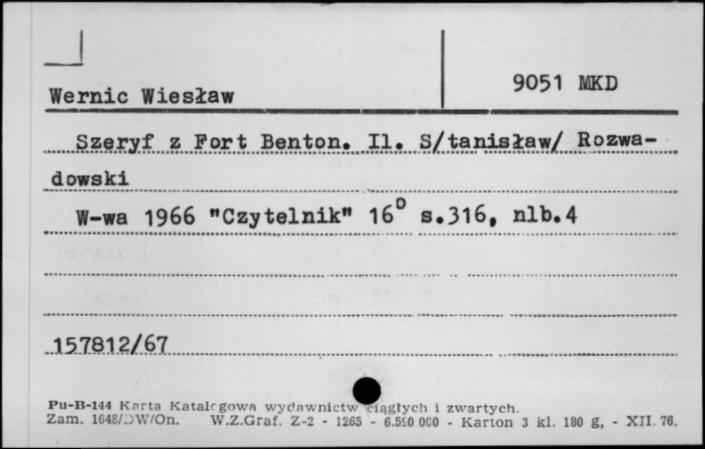 Wernic Wiesław
9051 MKD
Szeryf z Fort Benton. Il. S/tanisław/ Rozwa-
dowski
W-wa 1966 "Czytelnik" 16° s.316, nlb.4
157812/67
Pu-B-144 Karta Katalogowa wydawnictw ciągłych i zwartych.
Zam. 1648/DW/On. W.Z.Graf. Z-2 - 1265 - 6.590 000 - Karton 3 kl. 180 g, - XII. 76.